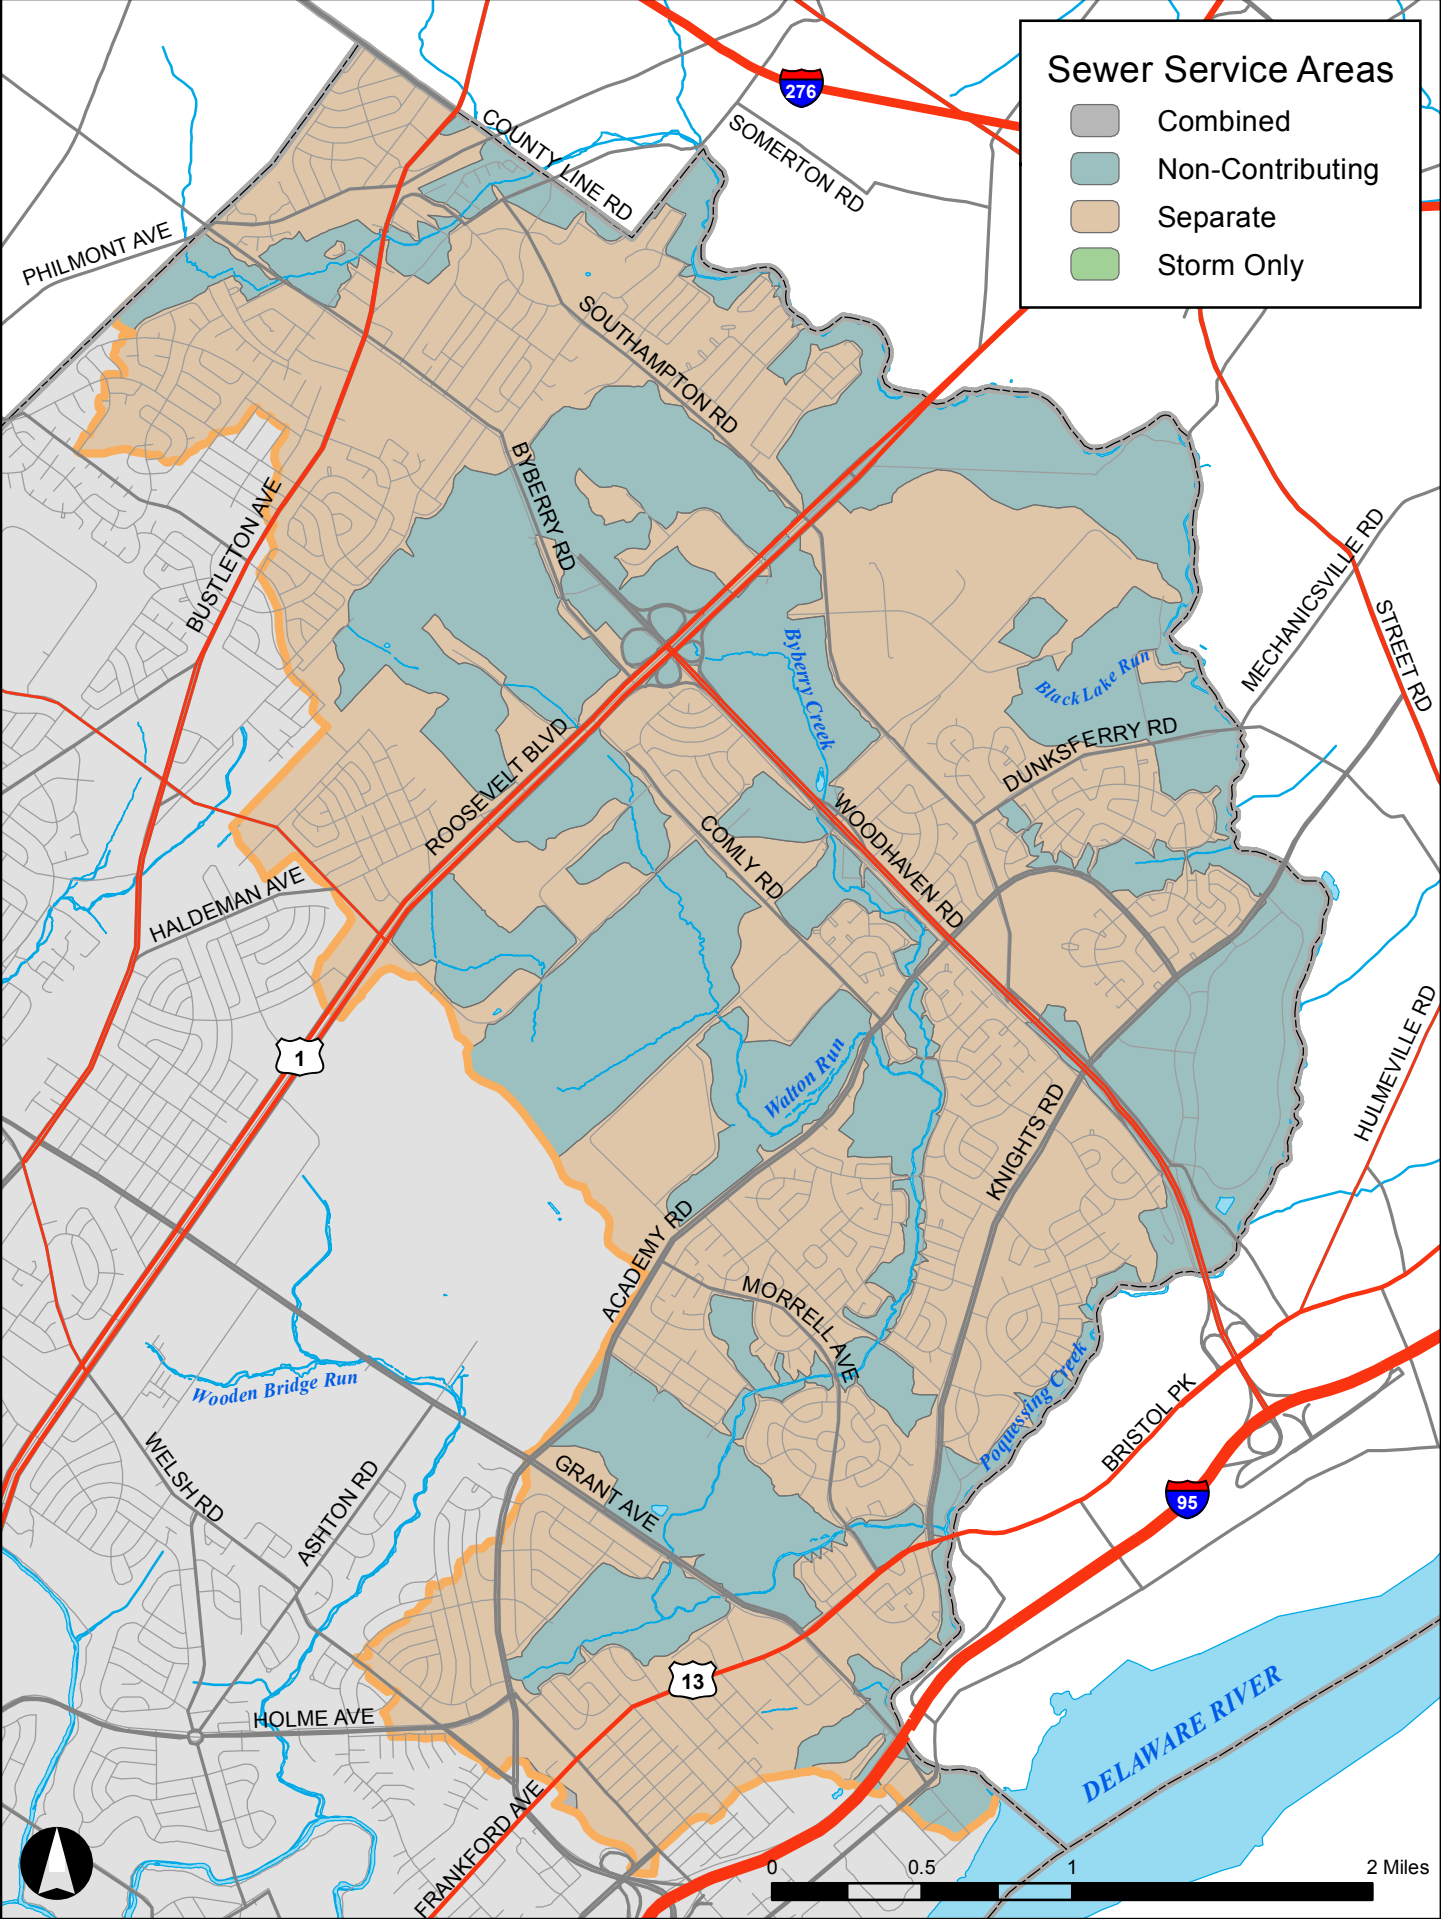 Sewer Service Areas
Combined
Non-Contributing
Separate
Storm Only
276
COUNTY LINE RD
SOMERTON RD
PHILMONT AVE
SOUTHAMPTON RD
BYBERRY RD
BUSTLETON AVE
MECHANICSVILLE RD
STREET RD
Byberry Creek
Black Lake Run
DUNKSFERRY RD
ROOSEVELT BLVD
WOODHAVEN RD
COMLY RD
HALDEMAN AVE
HULMEVILLE RD
1
Walton Run
KNIGHTS RD
ACADEMY RD
MORRELL AVE
Wooden Bridge Run
Poquessing Creek
BRISTOL PK
WELSH RD
ASHTON RD
GRANT AVE
95
13
HOLME AVE
DELAWARE RIVER
FRANKFORD AVE
0 0.5 1 2 Miles